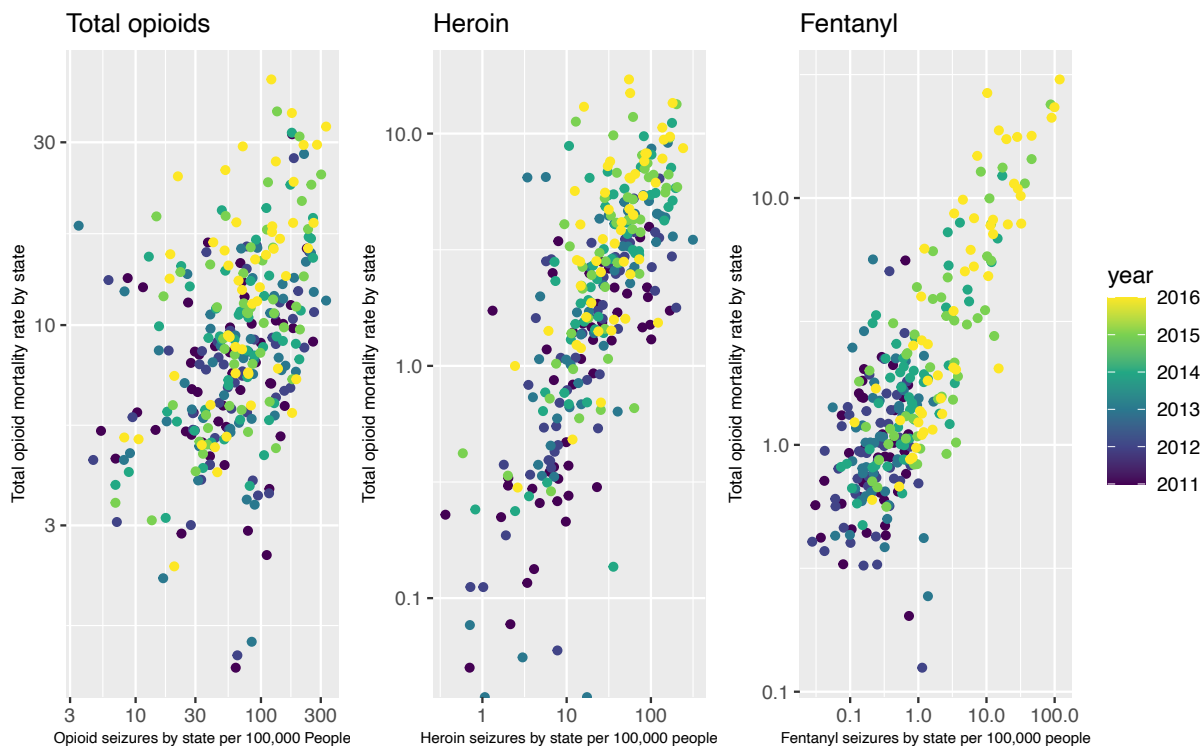 Total opioids
Heroin
Fentanyl
Total opioid mortality rate by state
30
10
3
3
10
30
100
300
Opioid seizures by state per 100,000 People
Total opioid mortality rate by state
10.0
1.0
0.1
1
10
100
Heroin seizures by state per 100,000 people
Total opioid mortality rate by state
10.0
1.0
0.1
0.1
1.0
10.0
100.0
Fentanyl seizures by state per 100,000 people
year
2016
2015
2014
2013
2012
2011